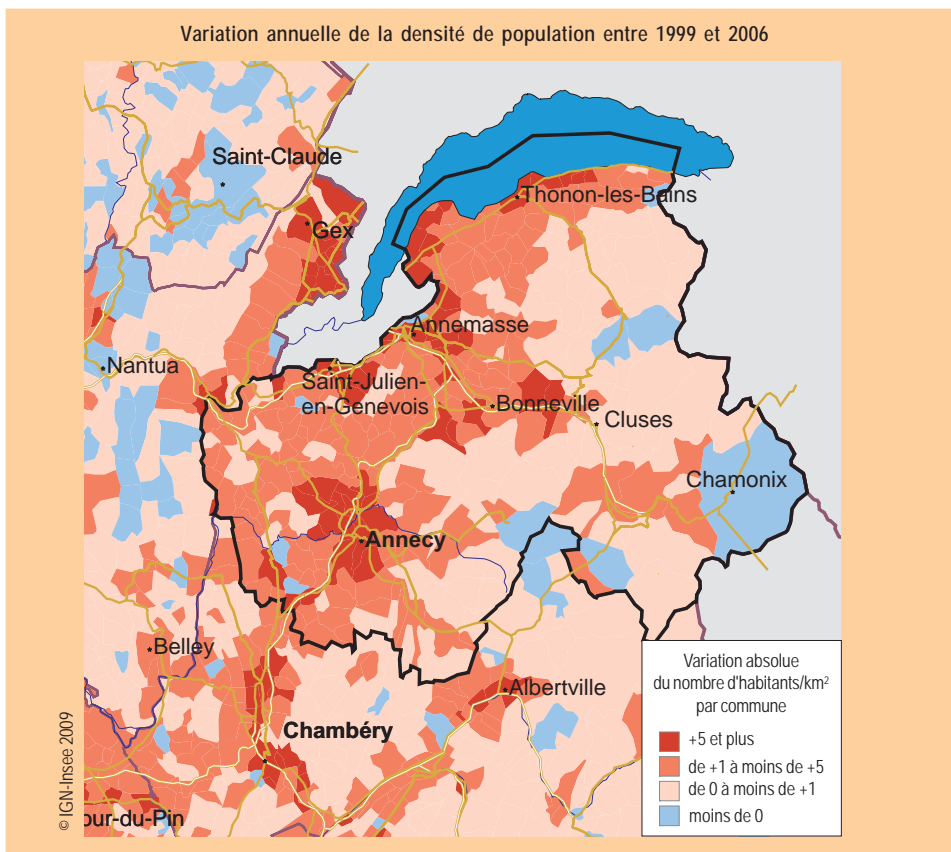 Variation annuelle de la densité de population entre 1999 et 2006
Saint-Claude
Thonon-les-Bains
Gex
Annemasse
Nantua
Saint-Julien-
en-Genevois
Bonneville
Cluses
Chamonix
Annecy
Belley
Albertville
Chambéry
our-du-Pin
Variation absolue
du nombre d'habitants/km²
par commune
+5 et plus
de +1 à moins de +5
de 0 à moins de +1
moins de 0
© IGN-Insee 2009